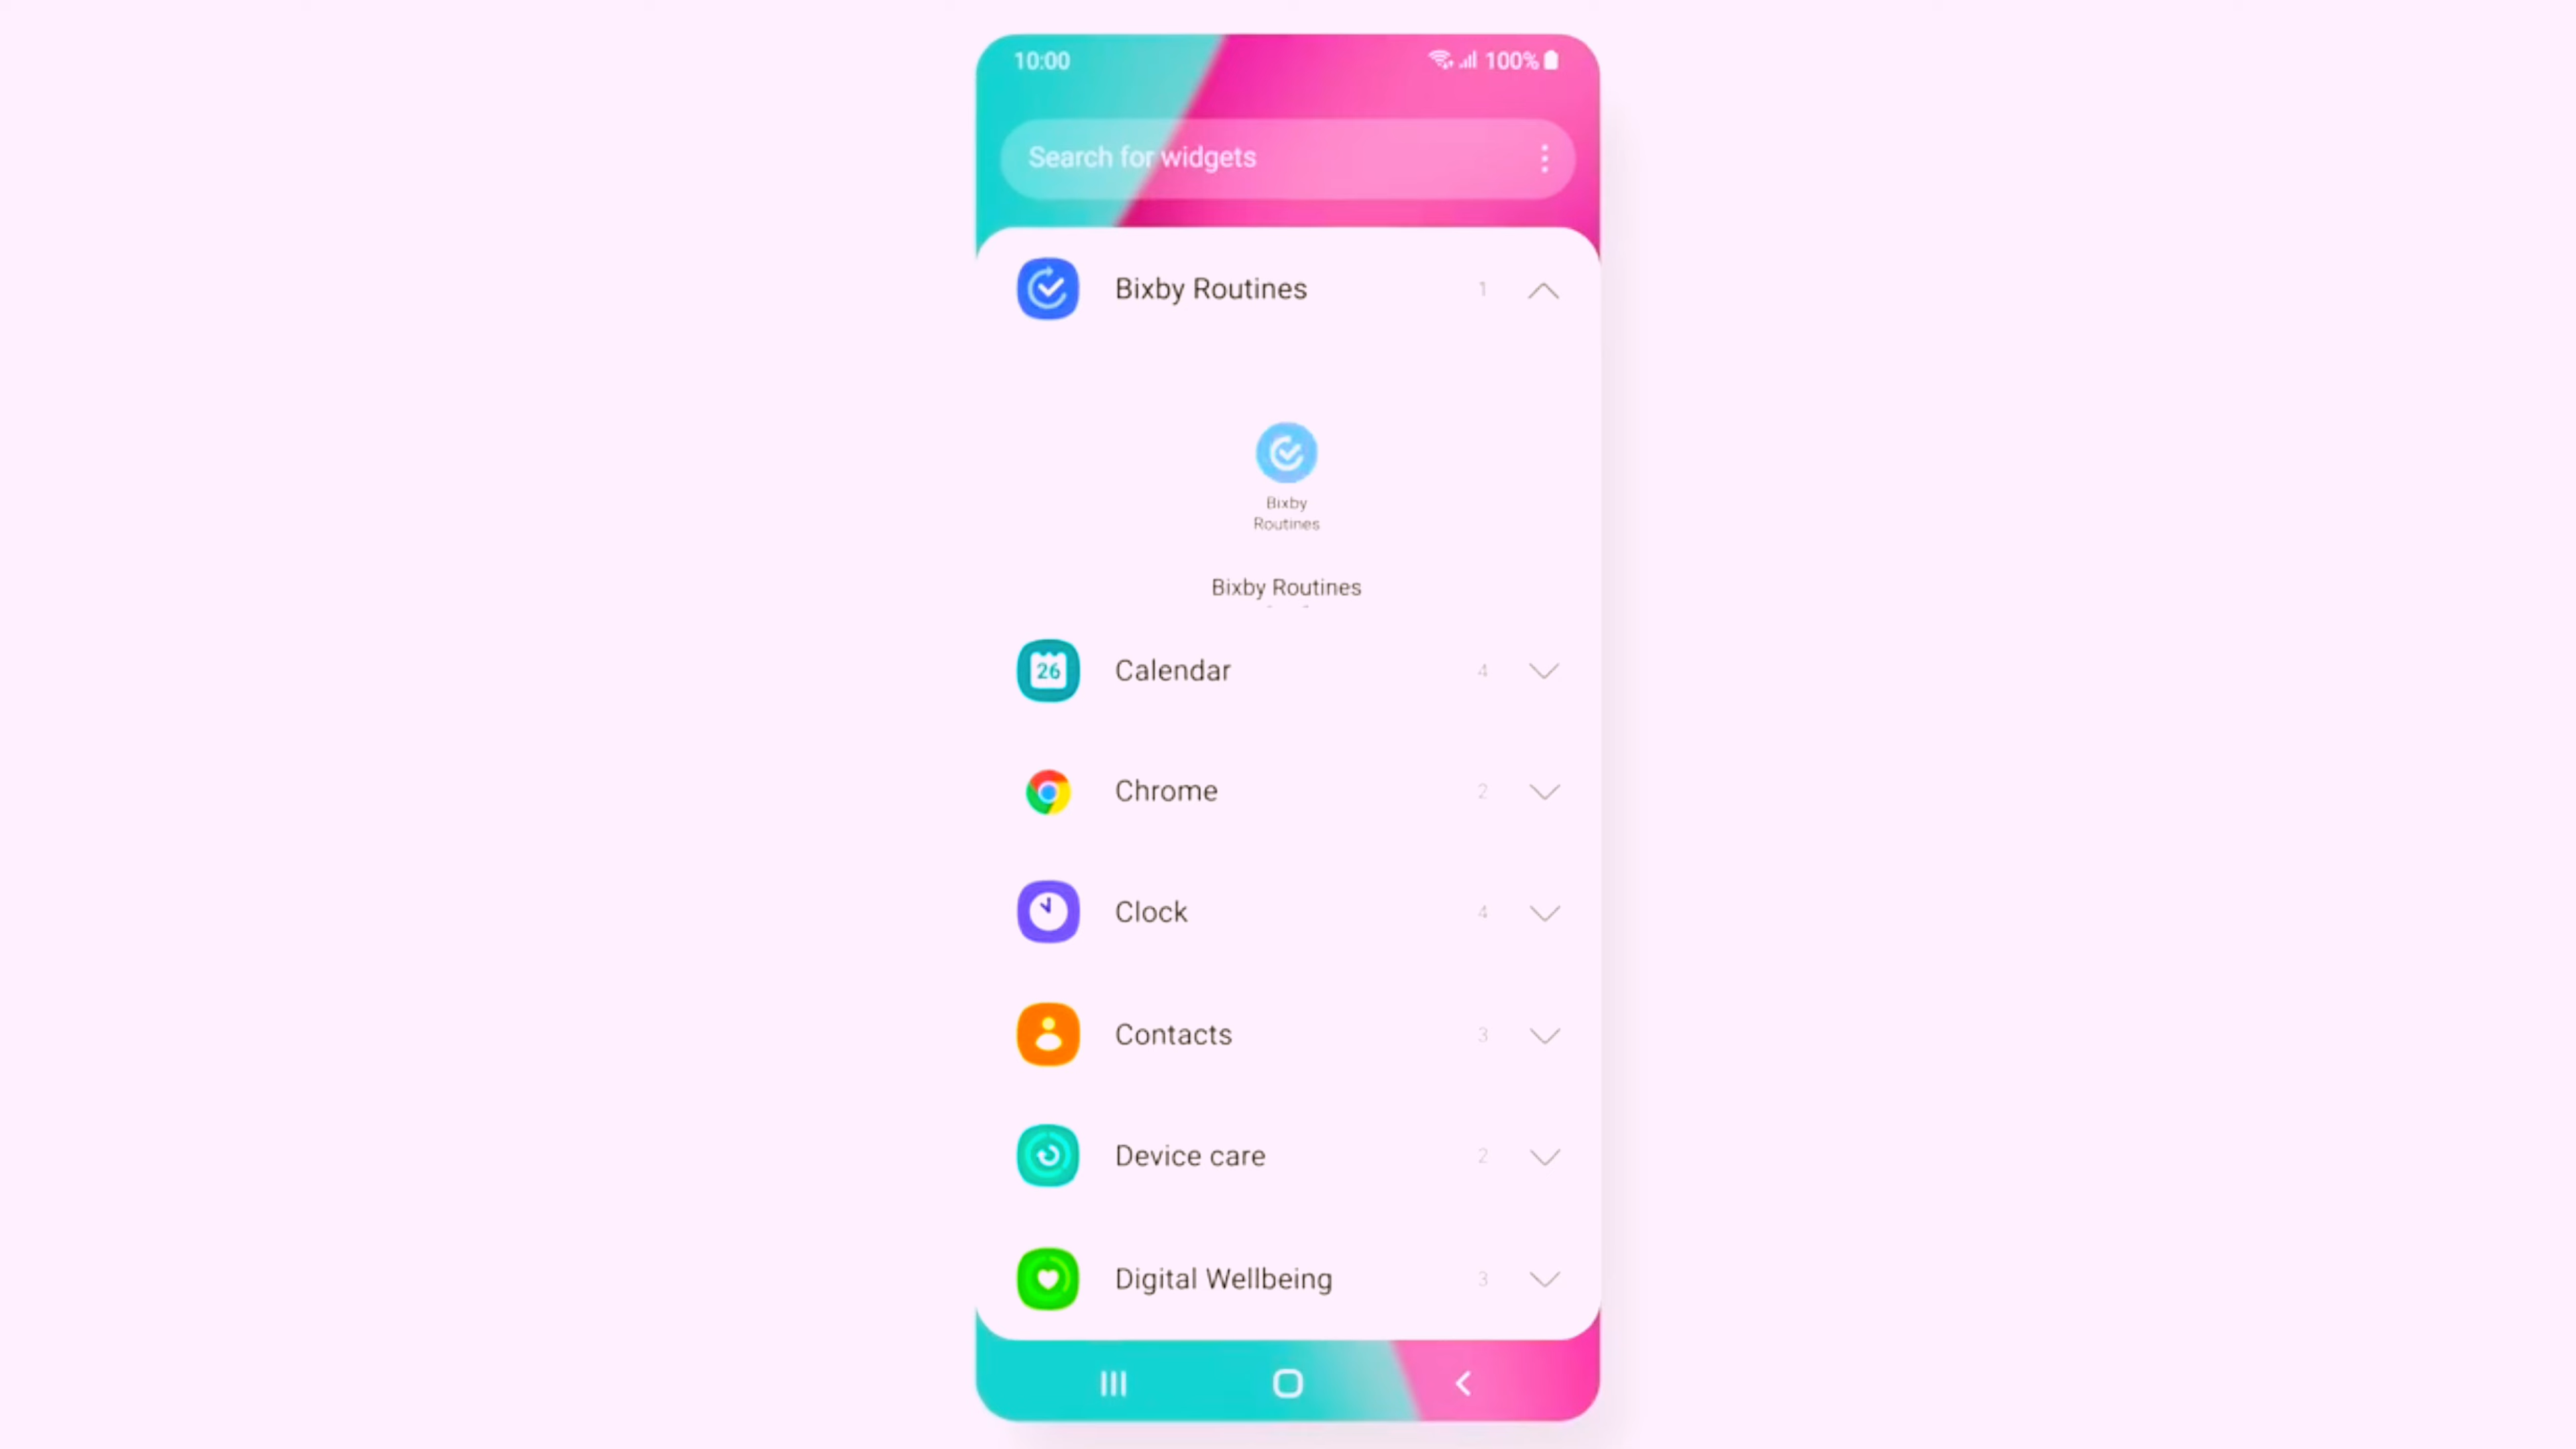 10:00
100%
Search for widgets
Bixby Routines 1
Bixby
Routines
Bixby Routines
26
Calendar 4
Chrome 2
Clock 4
Contacts 3
Device care 2
Digital Wellbeing 3